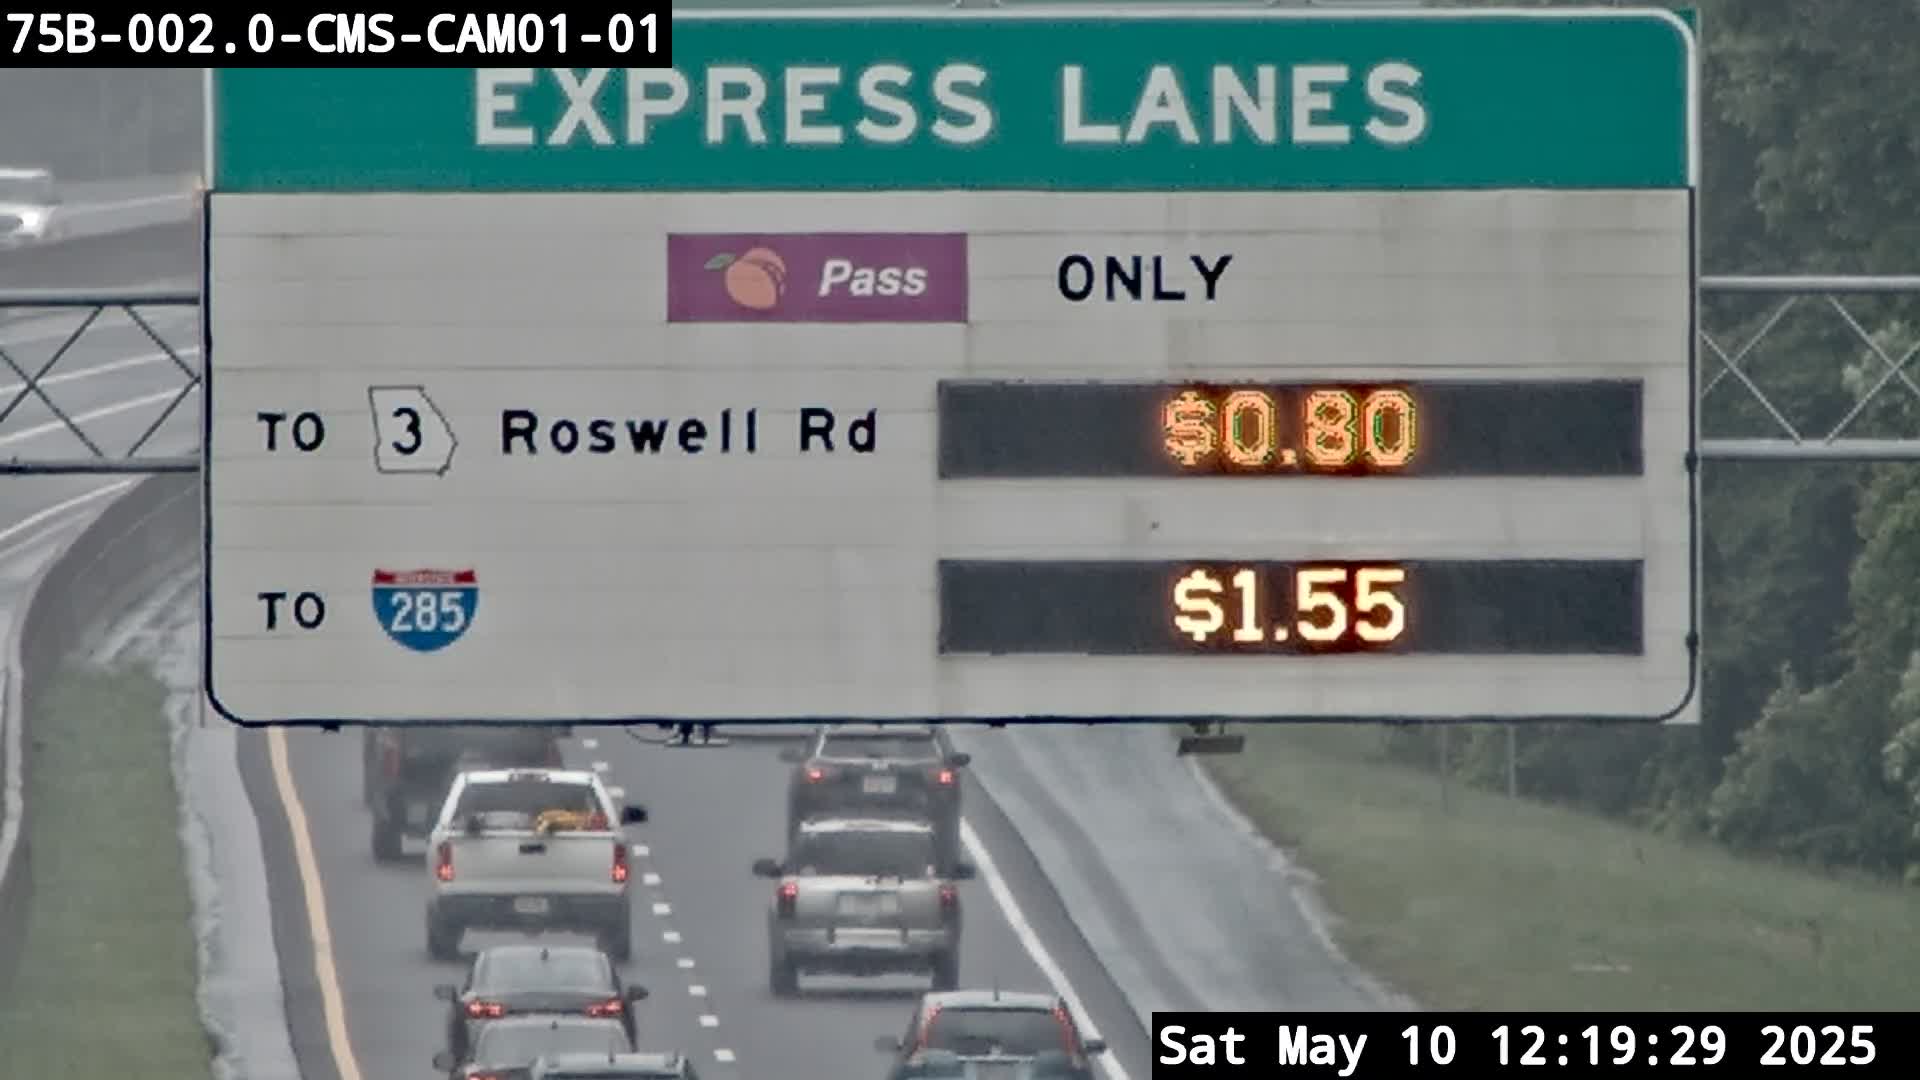 75B-002.0-CMS-CAM01-01
EXPRESS LANES
Pass ONLY
TO 3 Roswell Rd $0.80
TO 285 $1.55
Sat May 10 12:19:29 2025